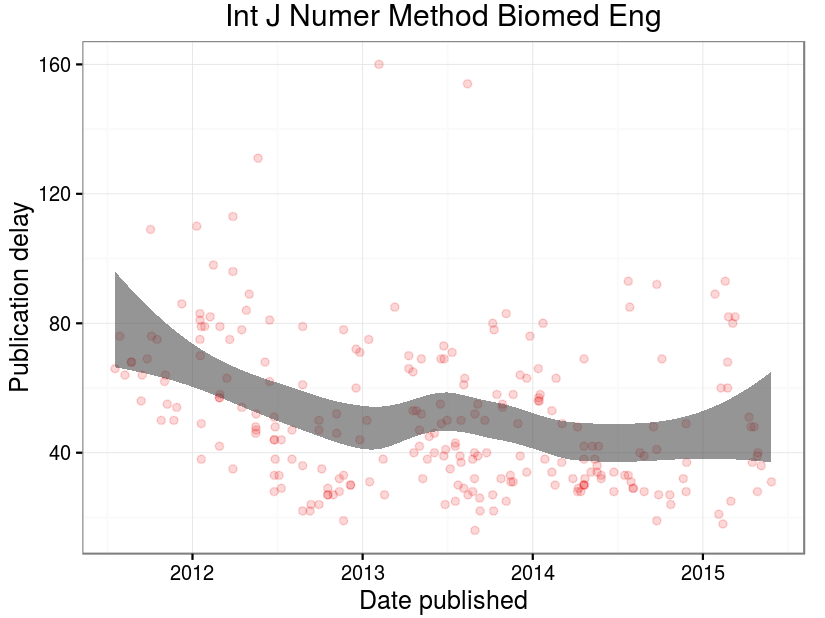 Int J Numer Method Biomed Eng
Publication delay
160
120
80
40
2012 2013 2014 2015
Date published